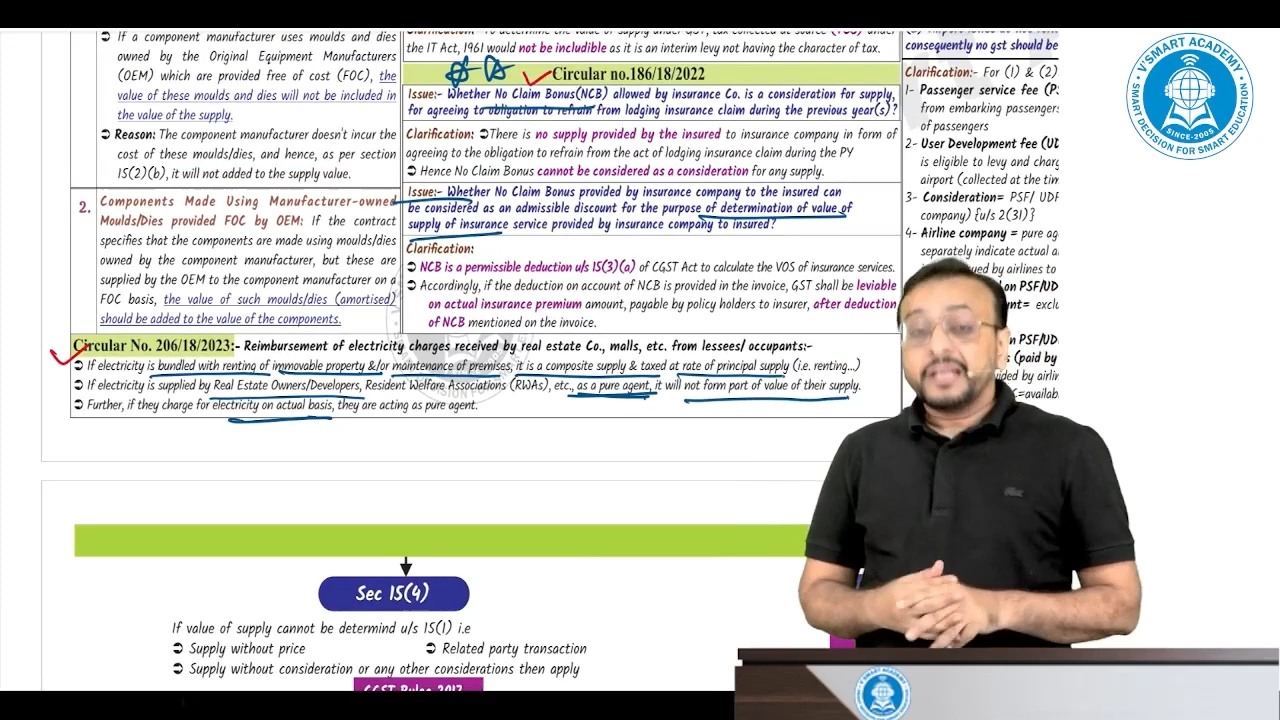 ➲ If a component manufacturer uses moulds and dies
owned by the Original Equipment Manufacturers
(OEM) which are provided free of cost (FOC), the
value of these moulds and dies will not be included in
the value of the supply.
➲ Reason: The component manufacturer doesn't incur the
cost of these moulds/dies, and hence, as per section
15(2)(b), it will not added to the supply value.
2. Components Made Using Manufacturer-owned
Moulds/Dies provided FOC by OEM: If the contract
specifies that the components are made using moulds/dies
owned by the component manufacturer, but these are
supplied by the OEM to the component manufacturer on a
FOC basis, the value of such moulds/dies (amortised)
should be added to the value of the components.
the IT Act, 1961 would not be includible as it is an interim levy not having the character of tax.
Circular no.186/18/2022
Issue:- Whether No Claim Bonus(NCB) allowed by insurance Co. is a consideration for supply,
for agreeing to obligation to refrain from lodging insurance claim during the previous year(s)?
Clarification: ➲There is no supply provided by the insured to insurance company in form of
agreeing to the obligation to refrain from the act of lodging insurance claim during the PY
➲ Hence No Claim Bonus cannot be considered as a consideration for any supply.
Issue:- Whether No Claim Bonus provided by insurance company to the insured can
be considered as an admissible discount for the purpose of determination of value of
supply of insurance service provided by insurance company to insured?
Clarification:
➲ NCB is a permissible deduction u/s 15(3)(a) of CGST Act to calculate the VOS of insurance services.
➲ Accordingly, if the deduction on account of NCB is provided in the invoice, GST shall be leviable
on actual insurance premium amount, payable by policy holders to insurer, after deduction
of NCB mentioned on the invoice.
consequently no gst should be
Clarification:- For (1) & (2)
1- Passenger service fee
from embarking passengers
of passengers
2- User Development fee
is eligible to levy and
airport (collected at the
3- Consideration= PSF/
company) {u/s 2(31)}
4- Airline company = pure
separately indicate actual
by airlines to
on PSF/
(paid by
by
Circular No. 206/18/2023:- Reimbursement of electricity charges received by real estate Co., malls, etc. from lessees/ occupants:-
➲ If electricity is bundled with renting of immovable property &/or maintenance of premises, it is a composite supply & taxed at rate of principal supply (i.e. renting...)
➲ If electricity is supplied by Real Estate Owners/Developers, Resident Welfare Associations (RWAs), etc., as a pure agent, it will not form part of value of their supply.
➲ Further, if they charge for electricity on actual basis, they are acting as pure agent.
Sec 15(4)
If value of supply cannot be determind u/s 15(1) i.e
➲ Supply without price ➲ Related party transaction
➲ Supply without consideration or any other considerations then apply
CGST Rules 2017
V'SMART ACADEMY
SMART DECISION FOR SMART EDUCATION
SINCE-2005